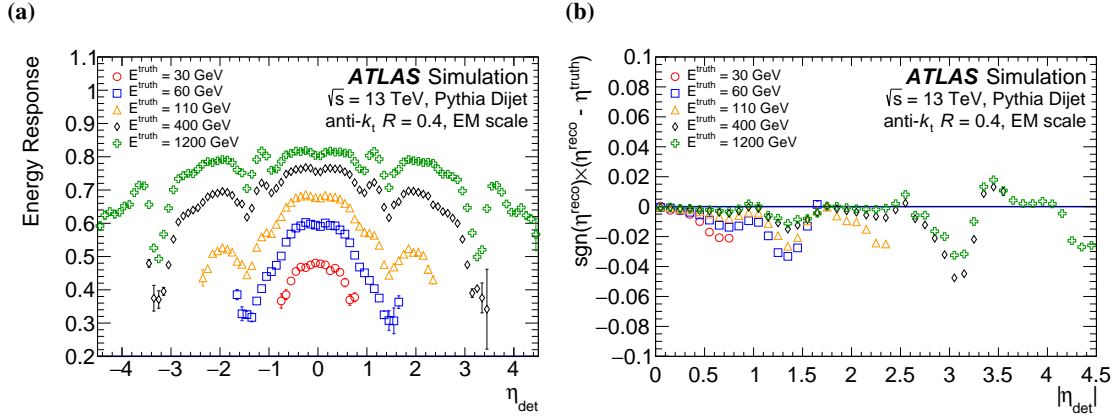 (a)
Energy Response
1.1
1
0.9
0.8
0.7
0.6
0.5
0.4
0.3
0.2
E^truth = 30 GeV
E^truth = 60 GeV
E^truth = 110 GeV
E^truth = 400 GeV
E^truth = 1200 GeV
ATLAS Simulation
√s = 13 TeV, Pythia Dijet
anti-k_t R = 0.4, EM scale
−4 −3 −2 −1 0 1 2 3 4
η_det
(b)
sgn(η^reco)×(η^reco - η^truth)
0.1
0.08
0.06
0.04
0.02
0
−0.02
−0.04
−0.06
−0.08
−0.1
E^truth = 30 GeV
E^truth = 60 GeV
E^truth = 110 GeV
E^truth = 400 GeV
E^truth = 1200 GeV
ATLAS Simulation
√s = 13 TeV, Pythia Dijet
anti-k_t R = 0.4, EM scale
0 0.5 1 1.5 2 2.5 3 3.5 4 4.5
|η_det|